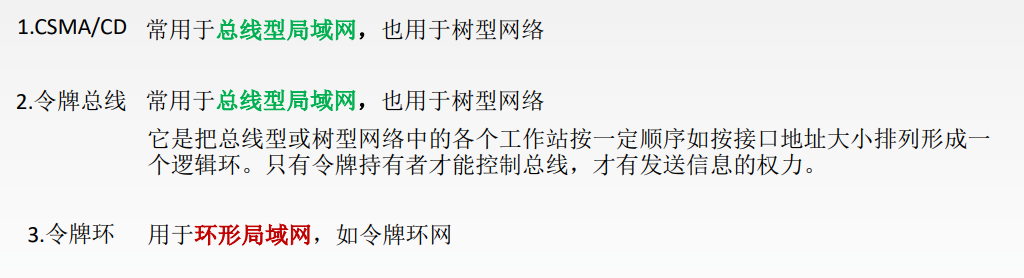 1.CSMA/CD 常用于总线型局域网，也用于树型网络
2.令牌总线 常用于总线型局域网，也用于树型网络
它是把总线型或树型网络中的各个工作站按一定顺序如按接口地址大小排列形成一
个逻辑环。只有令牌持有者才能控制总线，才有发送信息的权力。
3.令牌环 用于环形局域网，如令牌环网